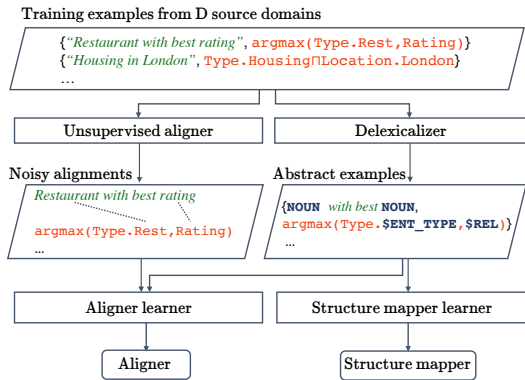 Training examples from D source domains
{“Restaurant with best rating”, argmax(Type.Rest,Rating)}
{“Housing in London”, Type.Housing⊓Location.London}
...
Unsupervised aligner
Delexicalizer
Noisy alignments
Abstract examples
Restaurant with best rating
argmax(Type.Rest,Rating)
...
{NOUN with best NOUN,
argmax(Type.$ENT_TYPE,$REL)}
...
Aligner learner
Structure mapper learner
Aligner
Structure mapper